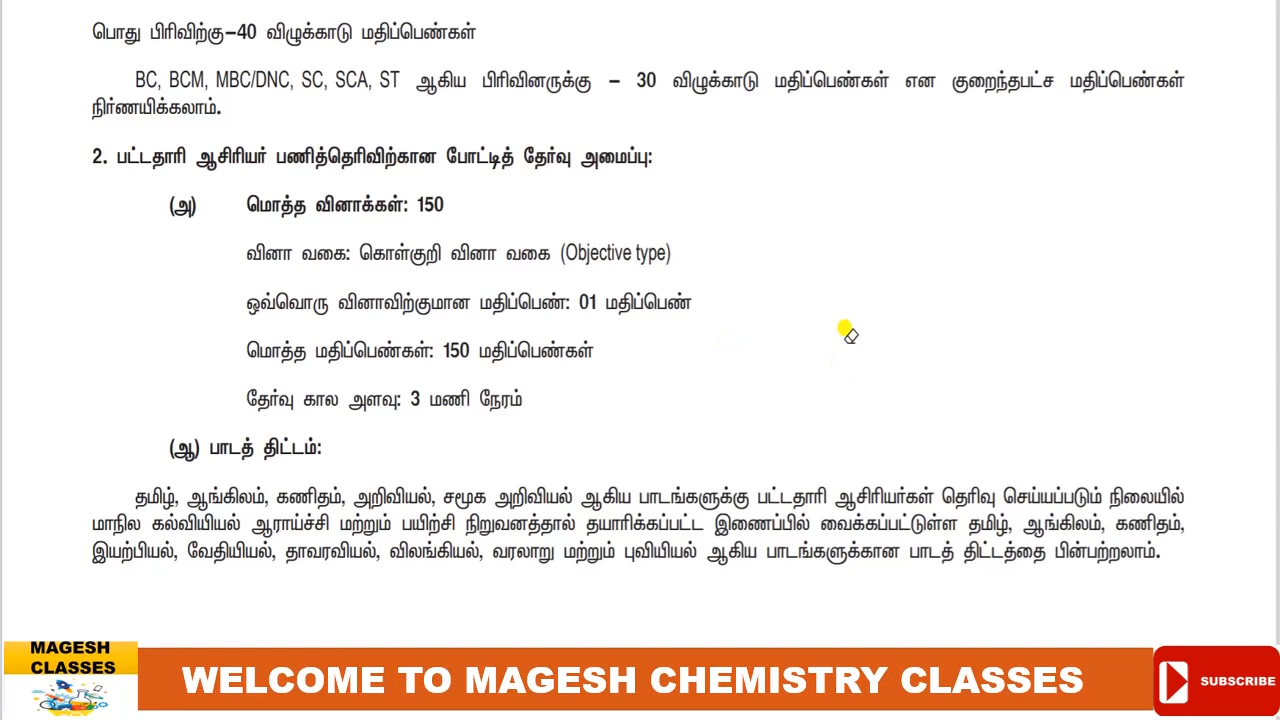 பொது பிரிவிற்கு–40 விழுக்காடு மதிப்பெண்கள்
BC, BCM, MBC/DNC, SC, SCA, ST ஆகிய பிரிவினருக்கு – 30 விழுக்காடு மதிப்பெண்கள் என குறைந்தபட்ச மதிப்பெண்கள்
நிர்ணயிக்கலாம்.
2. பட்டதாரி ஆசிரியர் பணித்தெரிவிற்கான போட்டித் தேர்வு அமைப்பு:
(அ) மொத்த வினாக்கள்: 150
வினா வகை: கொள்குறி வினா வகை (Objective type)
ஒவ்வொரு வினாவிற்குமான மதிப்பெண்: 01 மதிப்பெண்
மொத்த மதிப்பெண்கள்: 150 மதிப்பெண்கள்
தேர்வு கால அளவு: 3 மணி நேரம்
(ஆ) பாடத் திட்டம்:
தமிழ், ஆங்கிலம், கணிதம், அறிவியல், சமூக அறிவியல் ஆகிய பாடங்களுக்கு பட்டதாரி ஆசிரியர்கள் தெரிவு செய்யப்படும் நிலையில்
மாநில கல்வியியல் ஆராய்ச்சி மற்றும் பயிற்சி நிறுவனத்தால் தயாரிக்கப்பட்ட இணைப்பில் வைக்கப்பட்டுள்ள தமிழ், ஆங்கிலம், கணிதம்,
இயற்பியல், வேதியியல், தாவரவியல், விலங்கியல், வரலாறு மற்றும் புவியியல் ஆகிய பாடங்களுக்கான பாடத் திட்டத்தை பின்பற்றலாம்.
MAGESH
CLASSES
WELCOME TO MAGESH CHEMISTRY CLASSES
SUBSCRIBE